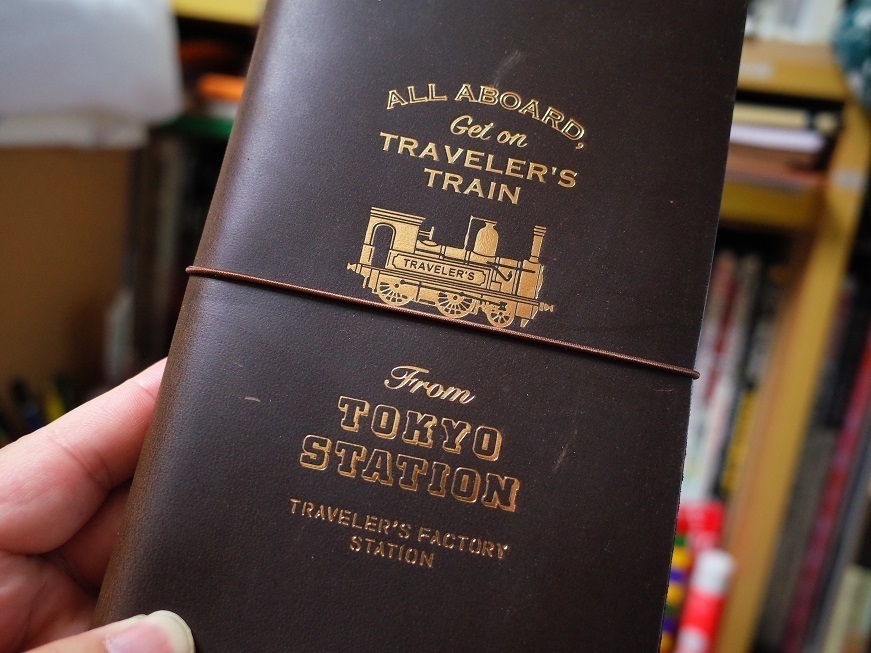 ALL ABOARD,
Get on
TRAVELER'S
TRAIN
TRAVELER'S
From
TOKYO
STATION
TRAVELER'S FACTORY
STATION